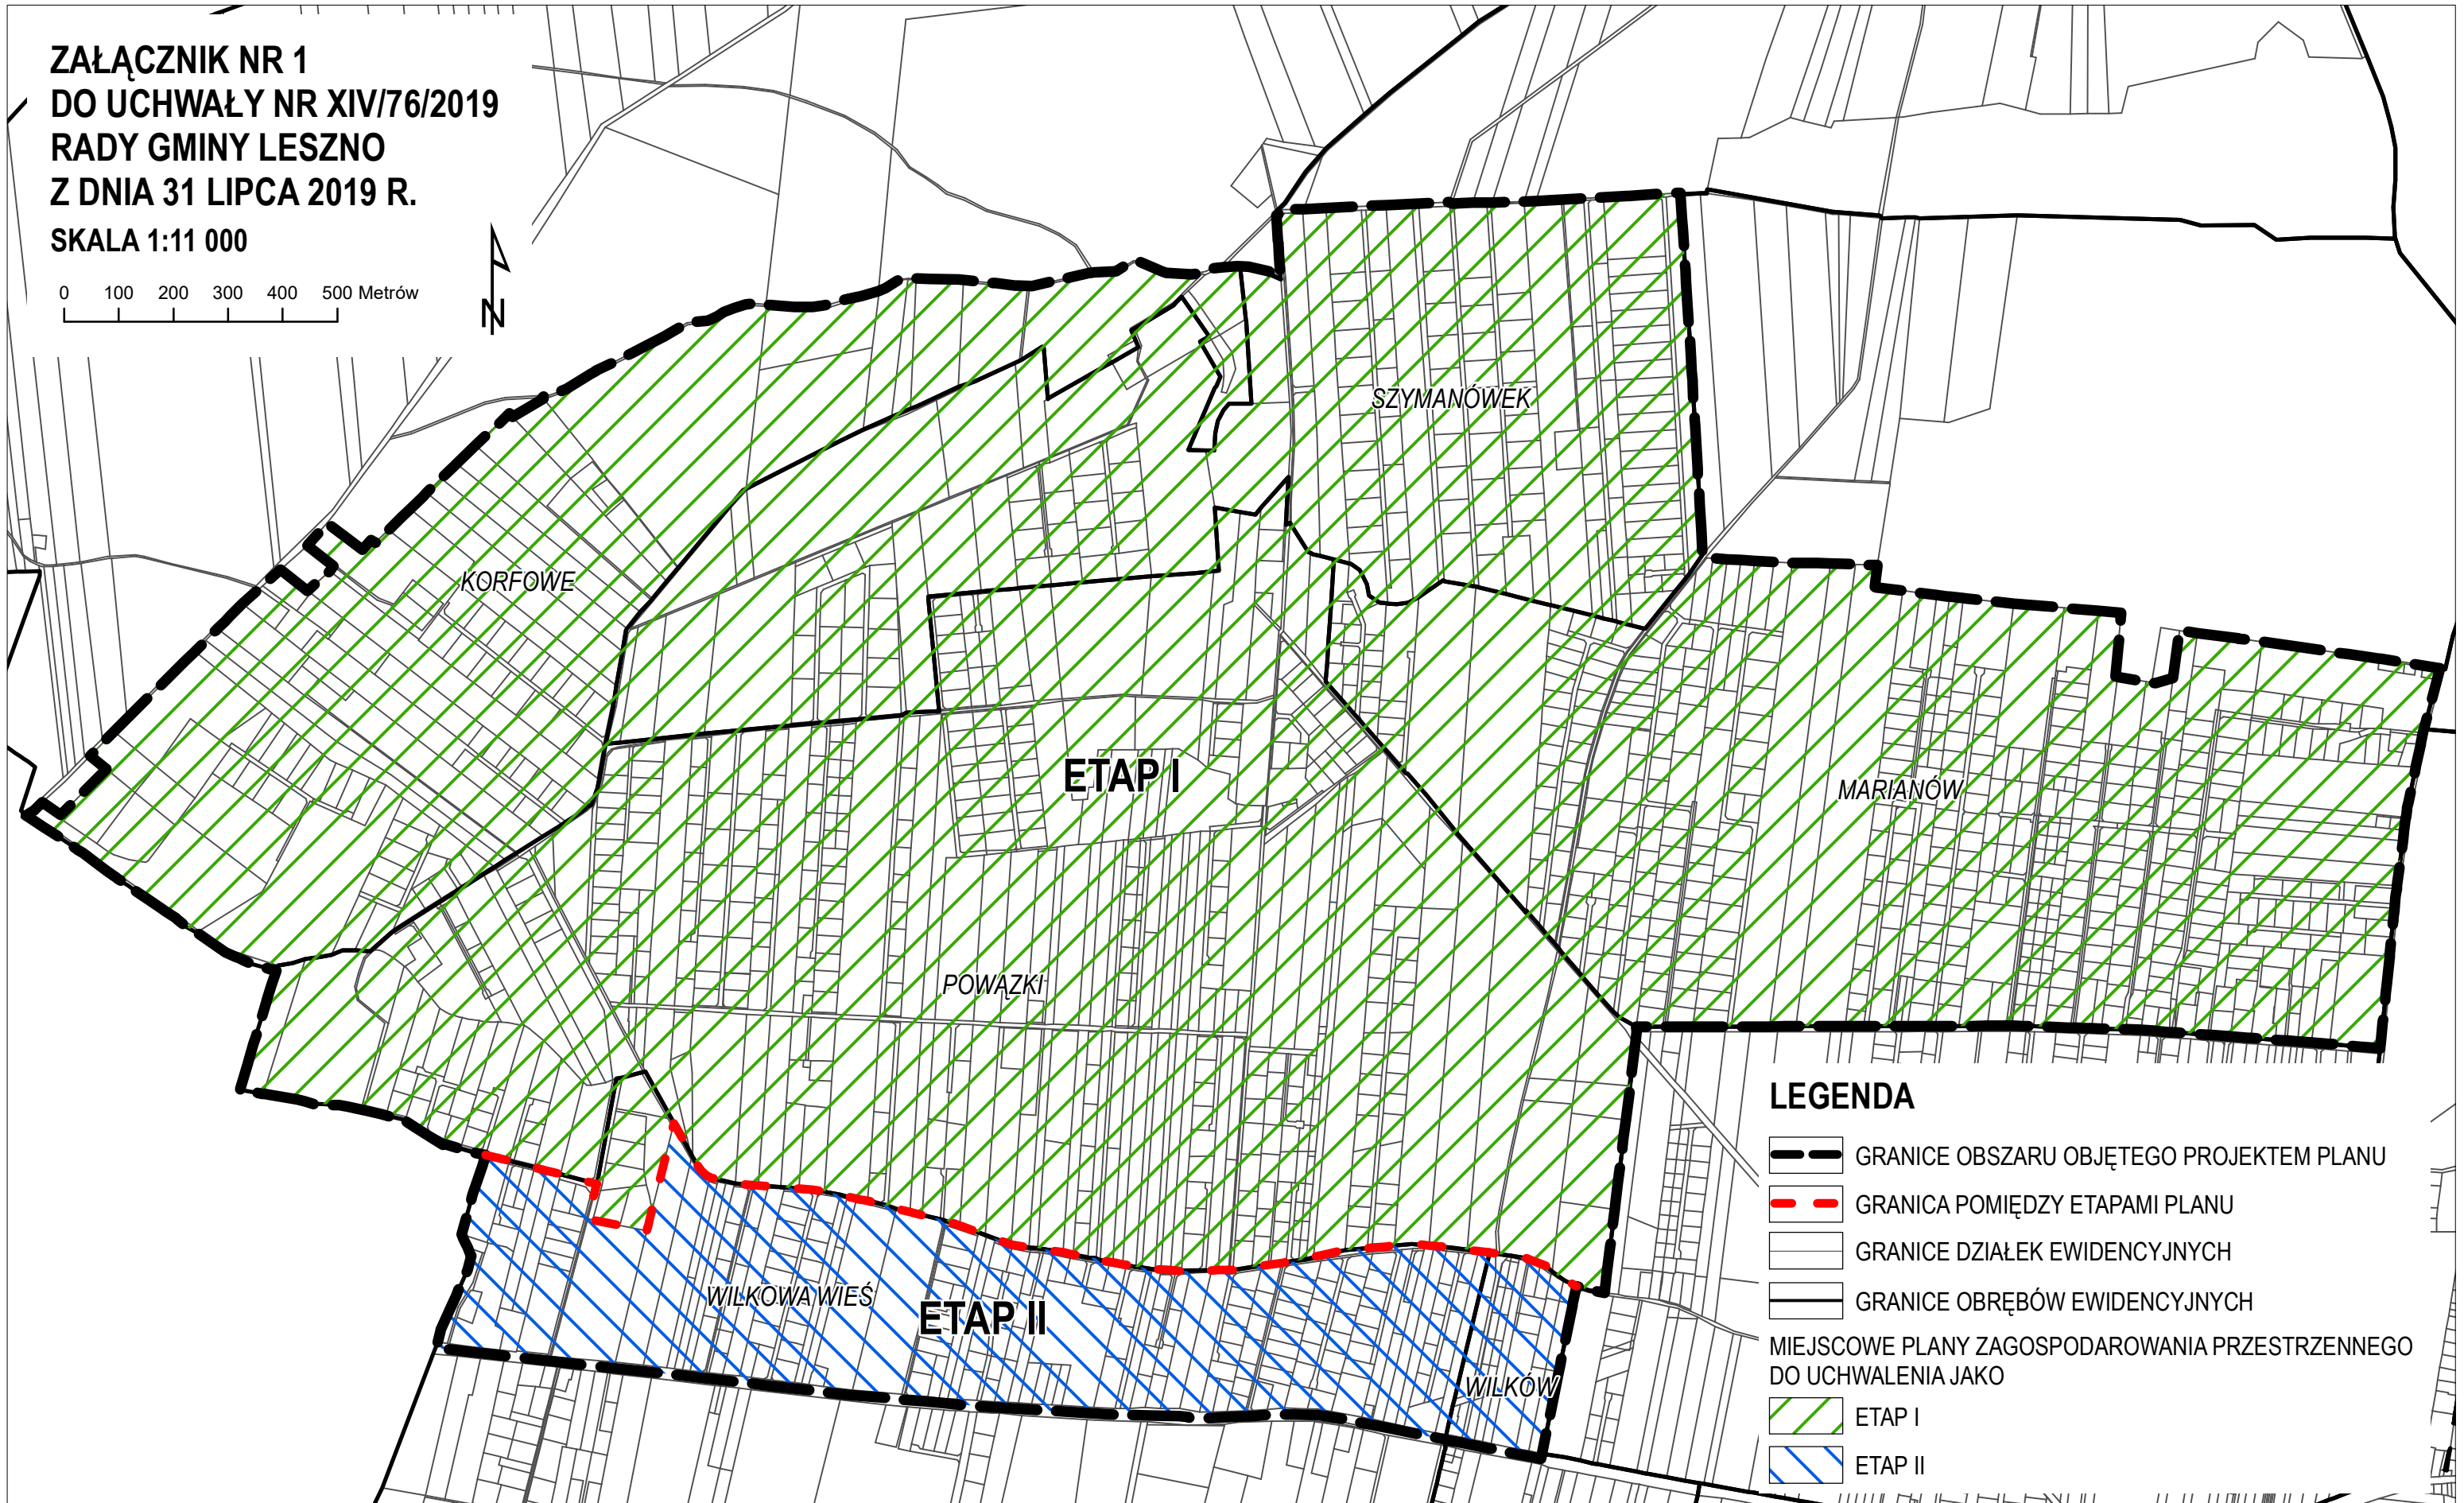 ZAŁĄCZNIK NR 1
DO UCHWAŁY NR XIV/76/2019
RADY GMINY LESZNO
Z DNIA 31 LIPCA 2019 R.
SKALA 1:11 000
0 100 200 300 400 500 Metrów
N
SZYMANÓWEK
KORFOWE
ETAP I
MARIANÓW
POWĄZKI
WILKOWA WIEŚ
ETAP II
WILKÓW
LEGENDA
GRANICE OBSZARU OBJĘTEGO PROJEKTEM PLANU
GRANICA POMIĘDZY ETAPAMI PLANU
GRANICE DZIAŁEK EWIDENCYJNYCH
GRANICE OBRĘBÓW EWIDENCYJNYCH
MIEJSCOWE PLANY ZAGOSPODAROWANIA PRZESTRZENNEGO
DO UCHWALENIA JAKO
ETAP I
ETAP II